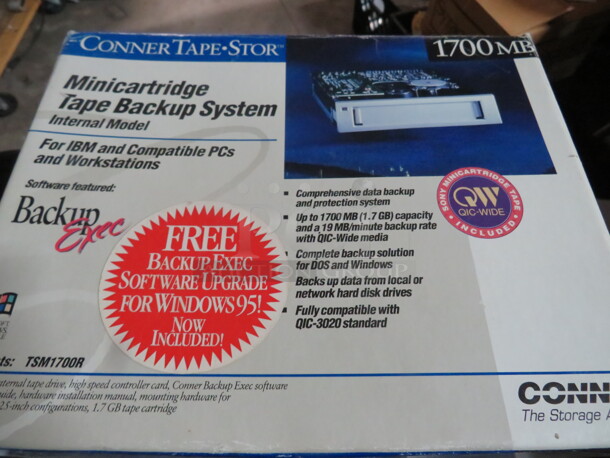 CONNER TAPE•STOR™
1700 MB
Minicartridge
Tape Backup System
Internal Model
For IBM and Compatible PCs
and Workstations
Software featured:
Backup
Exec
FREE
BACKUP EXEC
SOFTWARE UPGRADE
FOR WINDOWS 95!
NOW
INCLUDED!
▪ Comprehensive data backup
and protection system
▪ Up to 1700 MB (1.7 GB) capacity
and a 19 MB/minute backup rate
with QIC-Wide media
▪ Complete backup solution
for DOS and Windows
Backs up data from local or
network hard disk drives
▪ Fully compatible with
QIC-3020 standard
SONY MINICARTRIDGE TAPE
QW
QIC-WIDE
• INCLUDED •
TSM1700R
tape drive, high speed controller card, Conner Backup Exec software
hardware installation manual, mounting hardware for
configurations, 1.7 GB tape cartridge
CONN
The Storage A